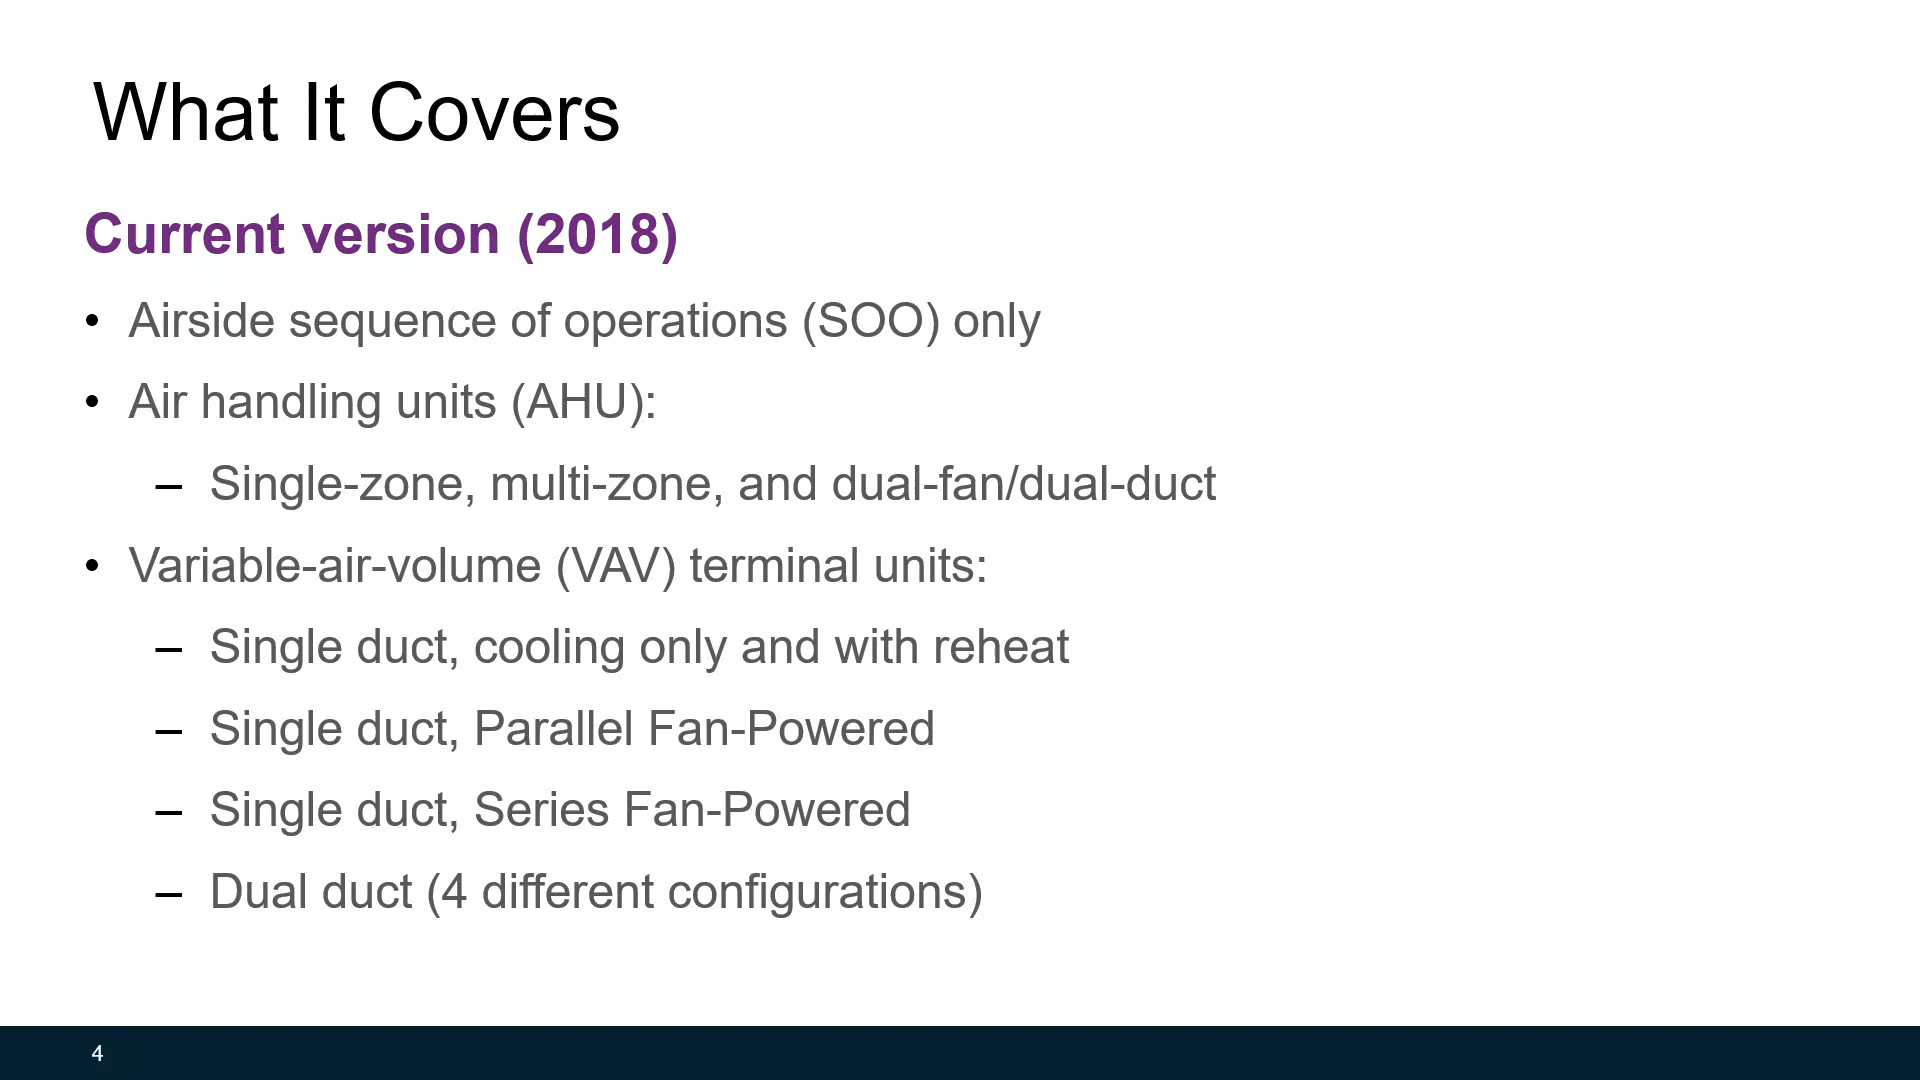 What It Covers
Current version (2018)
• Airside sequence of operations (SOO) only
• Air handling units (AHU):
– Single-zone, multi-zone, and dual-fan/dual-duct
• Variable-air-volume (VAV) terminal units:
– Single duct, cooling only and with reheat
– Single duct, Parallel Fan-Powered
– Single duct, Series Fan-Powered
– Dual duct (4 different configurations)
4